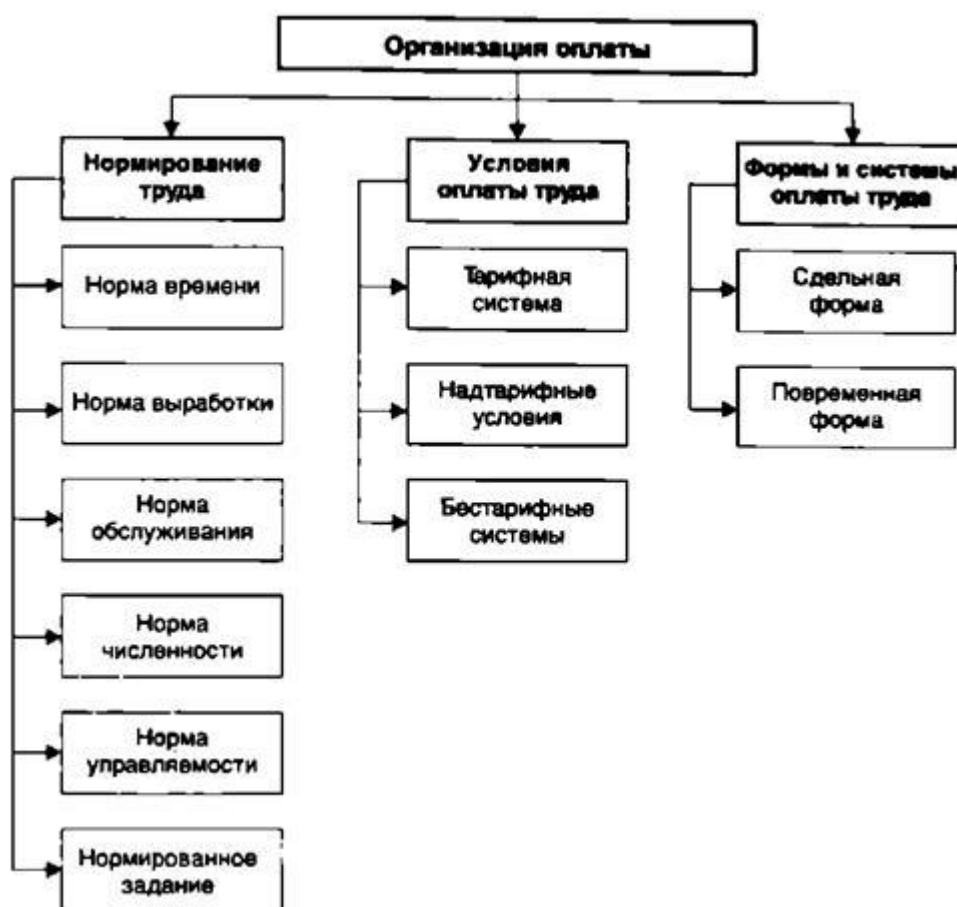 Организация оплаты
Нормирование
труда
Норма времени
Норма выработки
Норма
обслуживания
Норма
численности
Норма
управляемости
Нормированное
задание
Условия
оплаты труда
Тарифная
система
Надтарифные
условия
Бестарифные
системы
Формы и системы
оплаты труда
Сдельная
форма
Повременная
форма